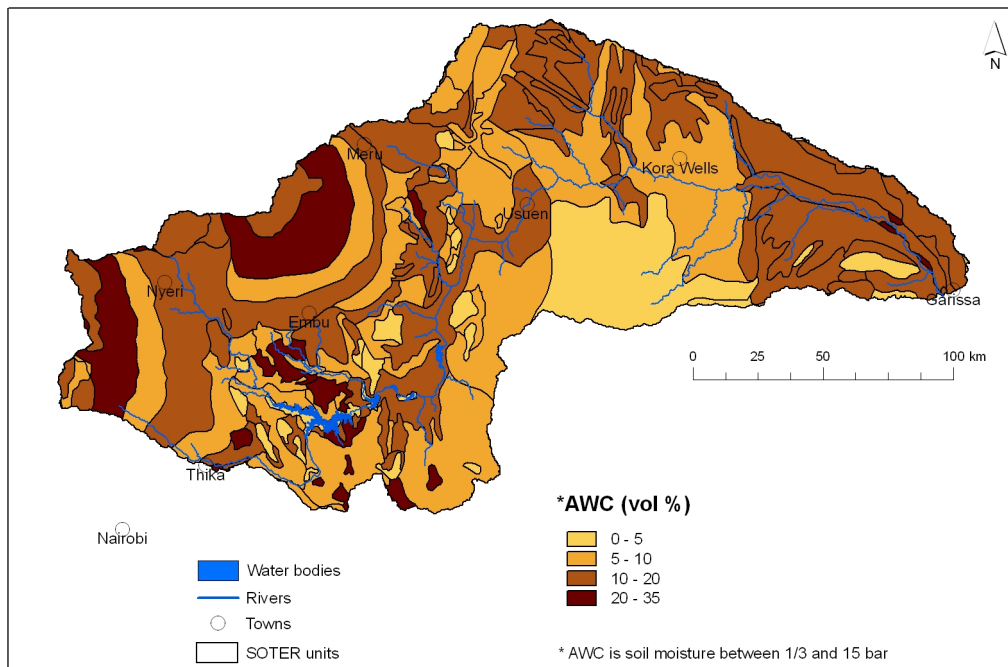 N
Meru
Kora Wells
Usuen
Nyeri
Garissa
Embu
0 25 50 100 km
Thika
*AWC (vol %)
Nairobi
0 - 5
5 - 10
Water bodies
10 - 20
Rivers
20 - 35
Towns
SOTER units
* AWC is soil moisture between 1/3 and 15 bar